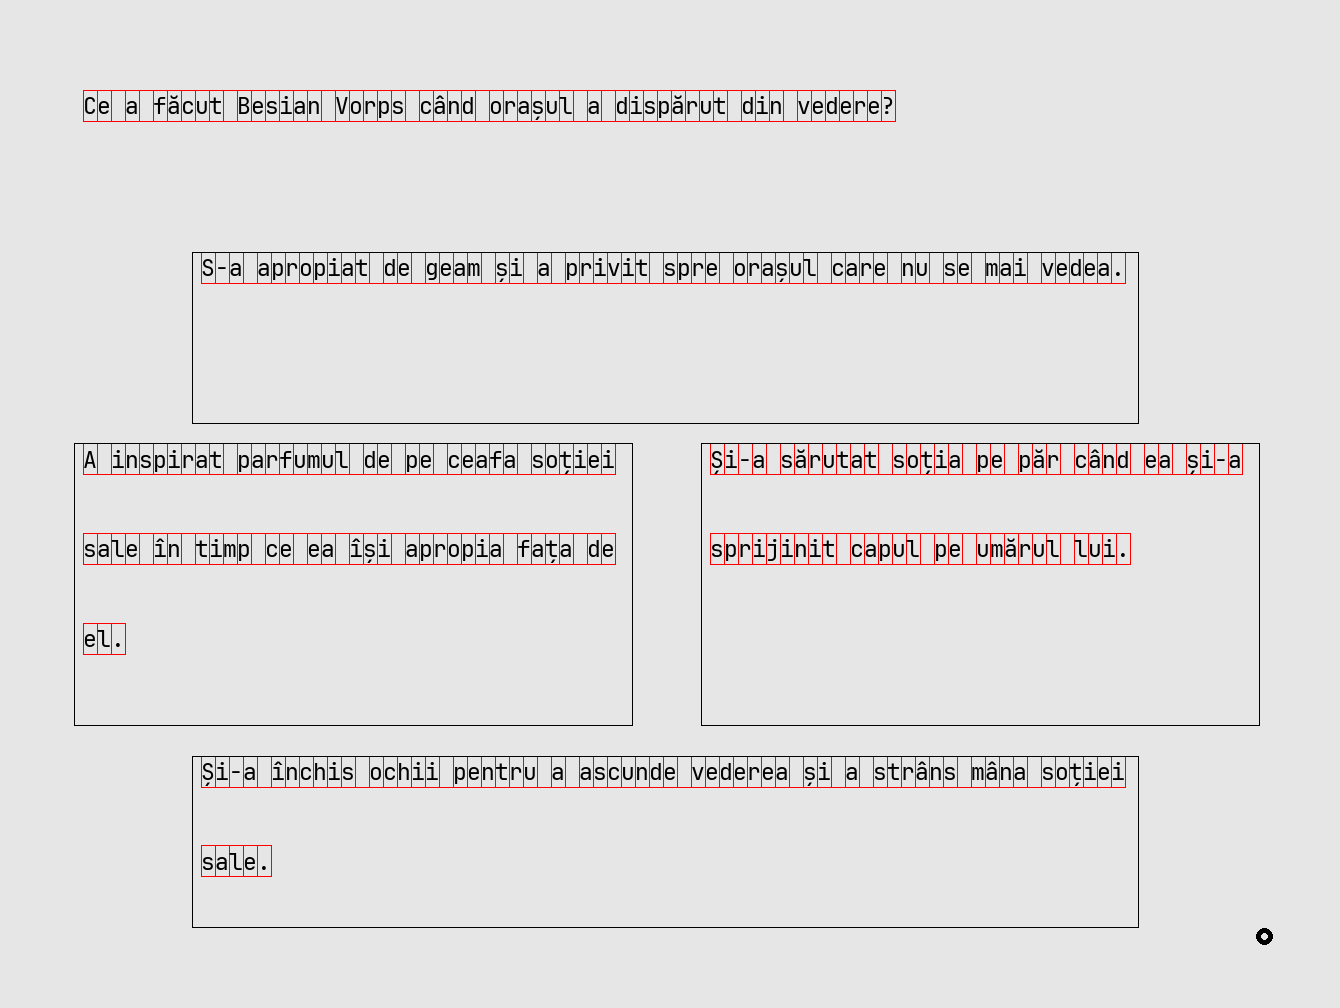 Ce a făcut Besian Vorps când orașul a dispărut din vedere?
S-a apropiat de geam și a privit spre orașul care nu se mai vedea.
A inspirat parfumul de pe ceafa soției
sale în timp ce ea își apropia fața de
el.
Și-a sărutat soția pe păr când ea și-a
sprijinit capul pe umărul lui.
Și-a închis ochii pentru a ascunde vederea și a strâns mâna soției
sale.